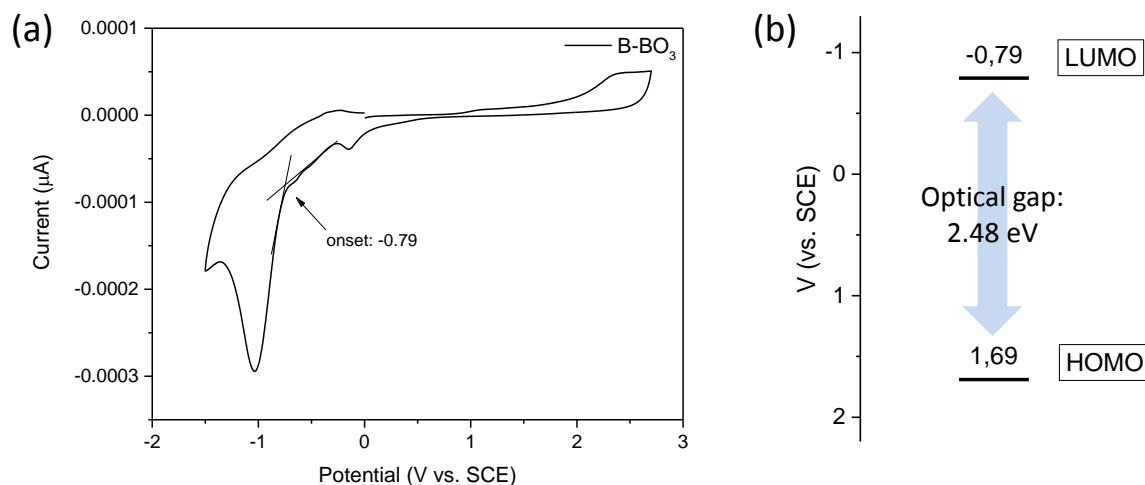 (a)
0.0001
0.0000
-0.0001
-0.0002
-0.0003
Current (μA)
B-BO3
onset: -0.79
-2
-1
0
1
2
3
Potential (V vs. SCE)
(b)
-1
0
1
2
V (vs. SCE)
-0,79
LUMO
Optical gap:
2.48 eV
1,69
HOMO